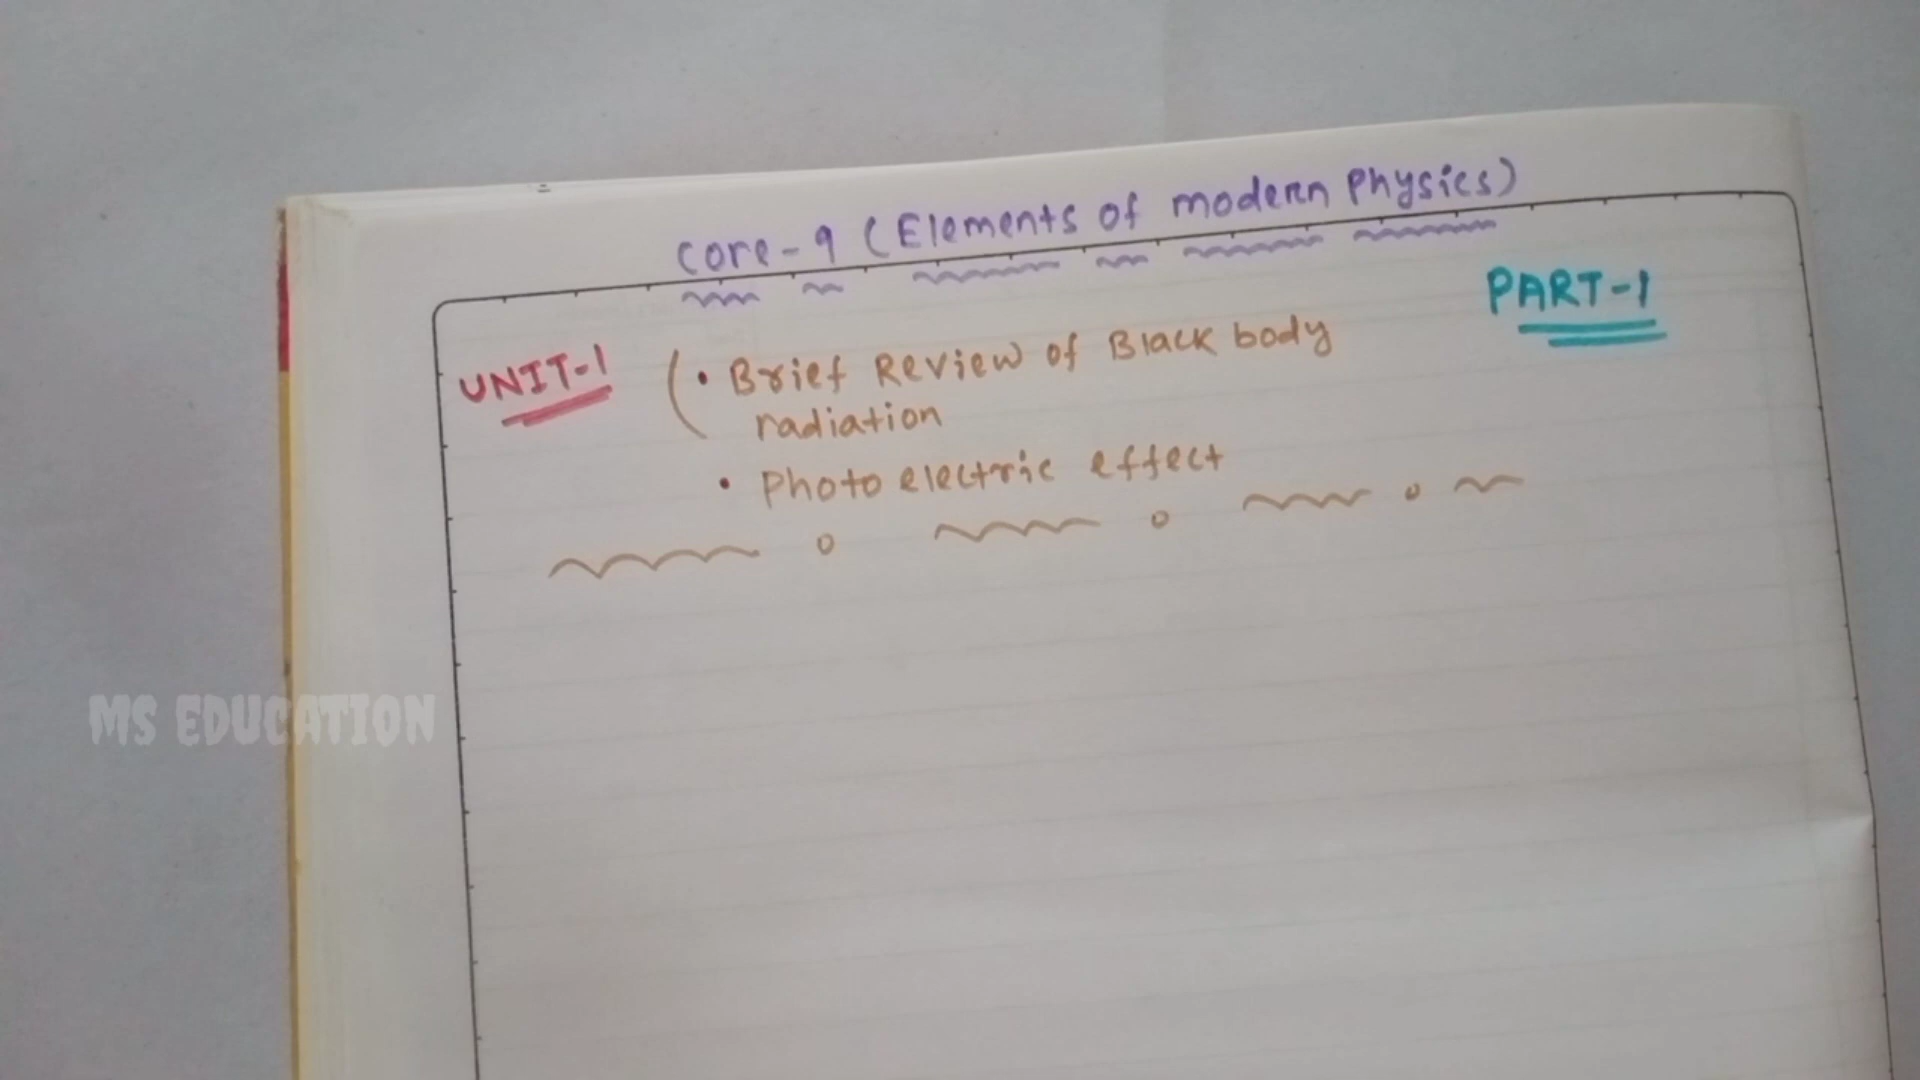 Core-9 (Elements of modern Physics)
PART-1
UNIT-1
(• Brief Review of Black body
radiation
• Photo electric effect
MS EDUCATION